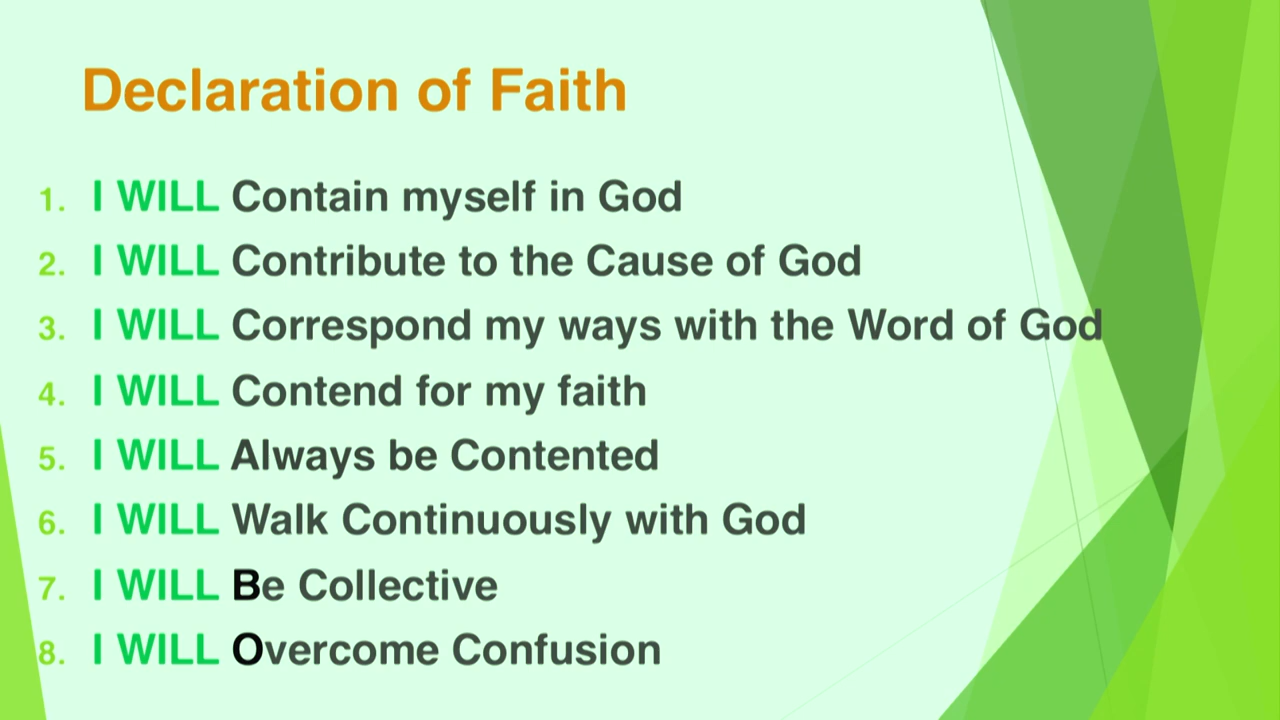 Declaration of Faith
1. I WILL Contain myself in God
2. I WILL Contribute to the Cause of God
3. I WILL Correspond my ways with the Word of God
4. I WILL Contend for my faith
5. I WILL Always be Contented
6. I WILL Walk Continuously with God
7. I WILL Be Collective
8. I WILL Overcome Confusion